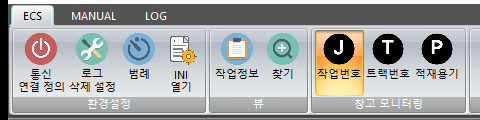 ECS MANUAL LOG
J T P
통신 로그 범례 INI 작업정보 찾기 작업번호 트랙번호 적재용기
연결 정의 삭제 설정 열기
환경설정 뷰 창고 모니터링